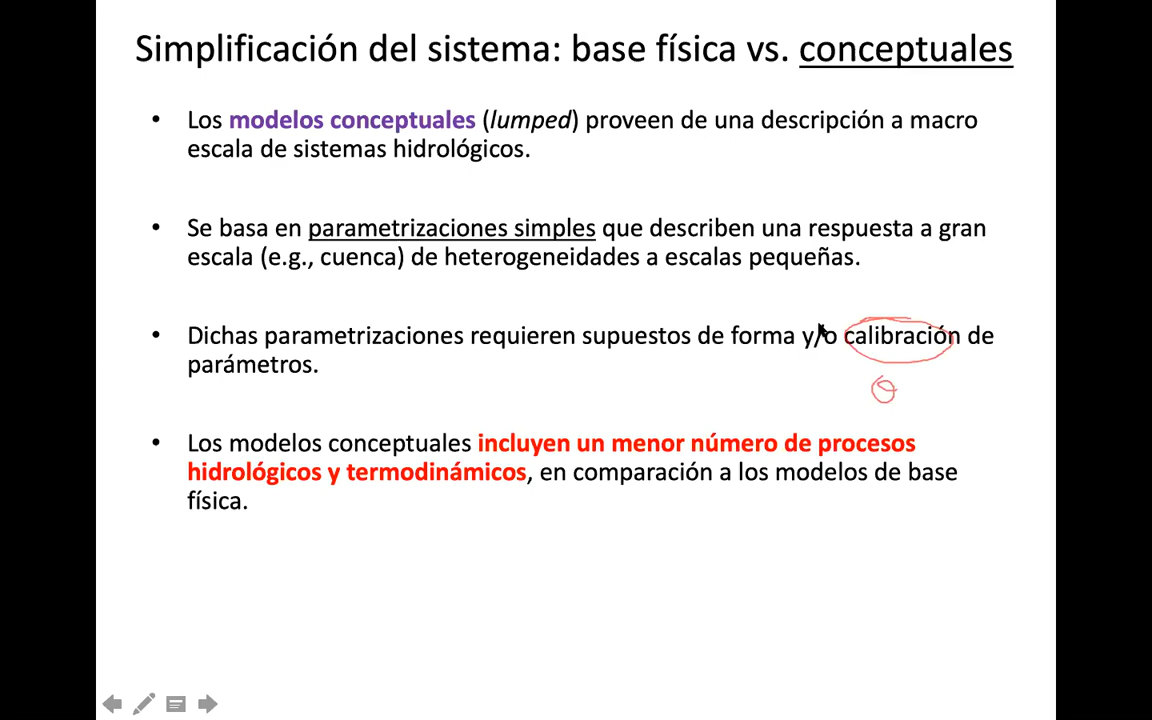 Simplificación del sistema: base física vs. conceptuales
• Los modelos conceptuales (lumped) proveen de una descripción a macro
escala de sistemas hidrológicos.
• Se basa en parametrizaciones simples que describen una respuesta a gran
escala (e.g., cuenca) de heterogeneidades a escalas pequeñas.
• Dichas parametrizaciones requieren supuestos de forma y/o calibración de
parámetros.
• Los modelos conceptuales incluyen un menor número de procesos
hidrológicos y termodinámicos, en comparación a los modelos de base
física.